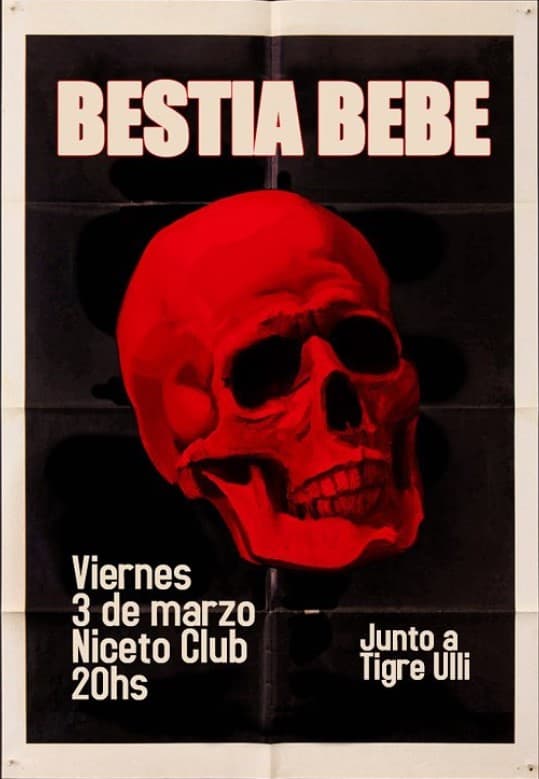 BESTIA BEBE
Viernes
3 de marzo
Niceto Club
20hs
Junto a
Tigre Ulli